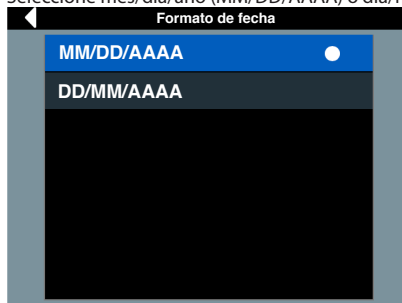 Seleccione mes/día/año (MM/DD/AAAA) o día/
Formato de fecha
MM/DD/AAAA
DD/MM/AAAA